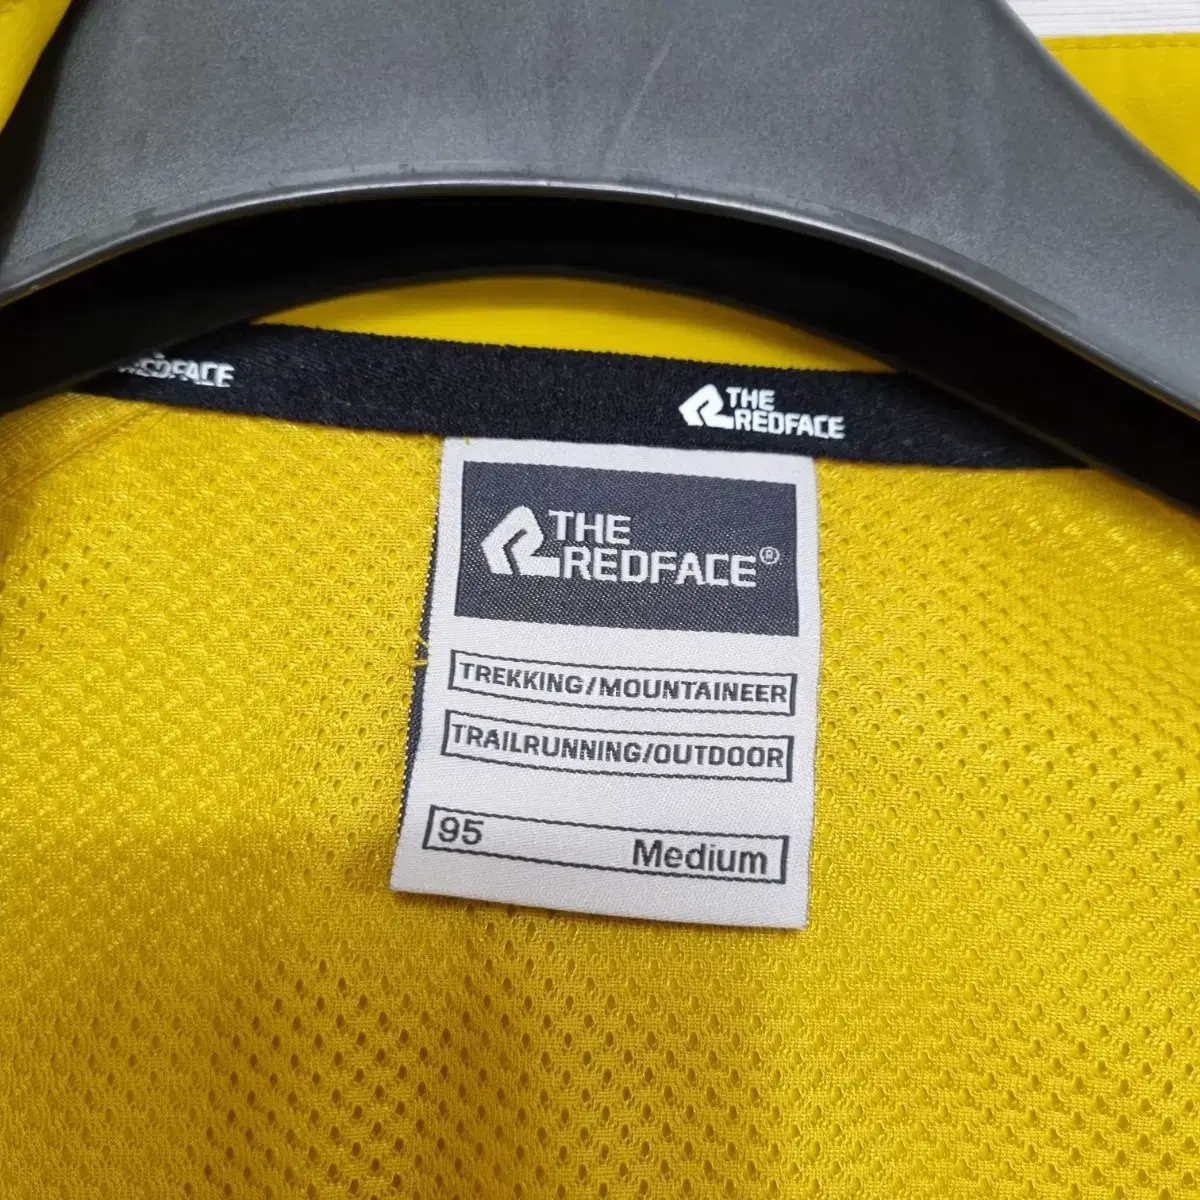 REDFACE
THE
REDFACE
THE
REDFACE®
TREKKING/MOUNTAINEER
TRAILRUNNING/OUTDOOR
95 Medium